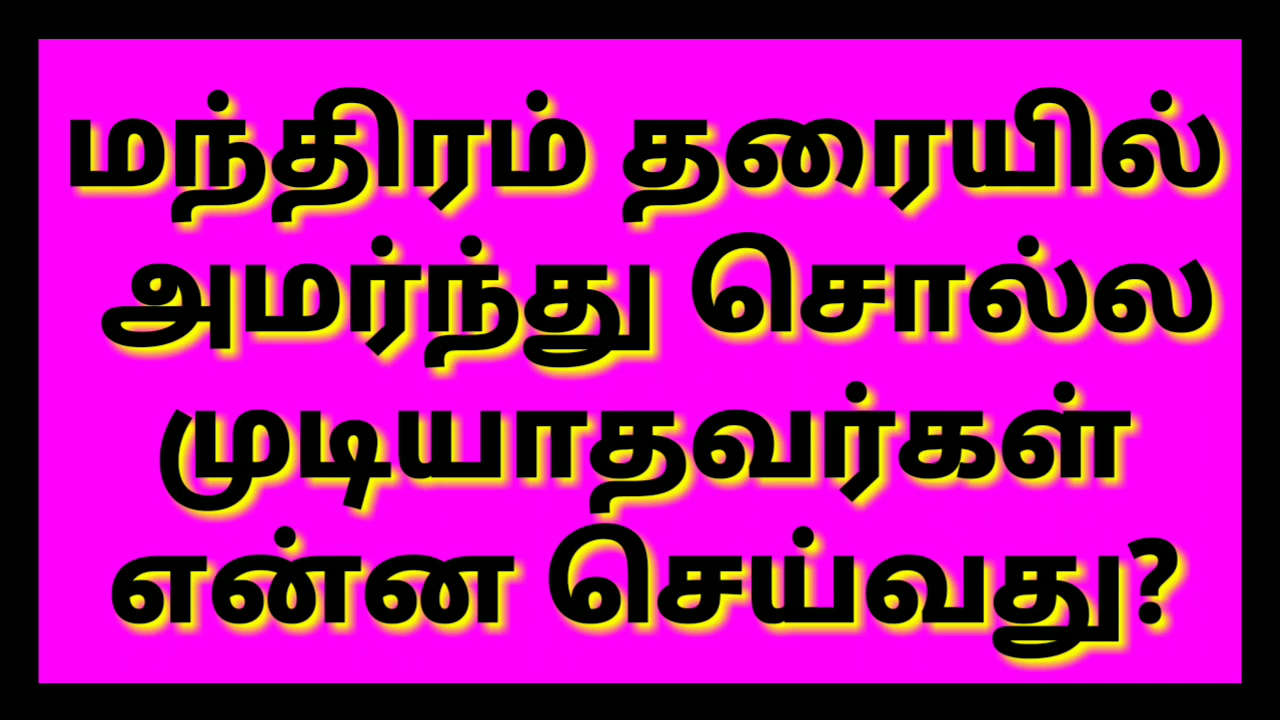 மந்திரம் தரையில்
அமர்ந்து சொல்ல
முடியாதவர்கள்
என்ன செய்வது?